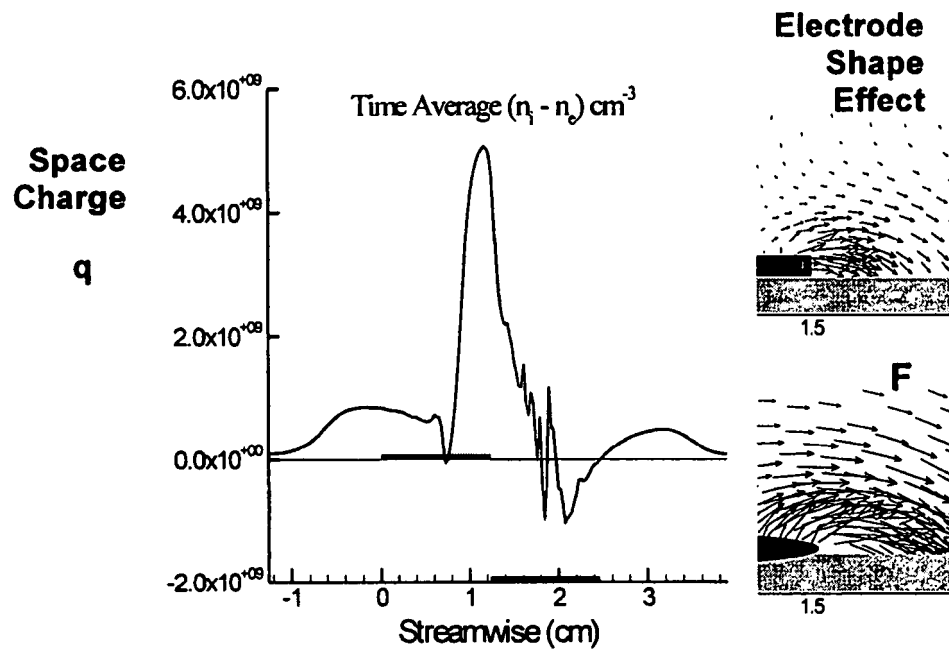 Electrode
Shape
Effect
6.0x10⁺⁰⁹
Time Average (nᵢ - nₑ) cm⁻³
Space
Charge
q
4.0x10⁺⁰⁹
2.0x10⁺⁰⁹
0.0x10⁺⁰⁰
-2.0x10⁺⁰⁹
-1
0
1
2
3
Streamwise (cm)
1.5
F
1.5